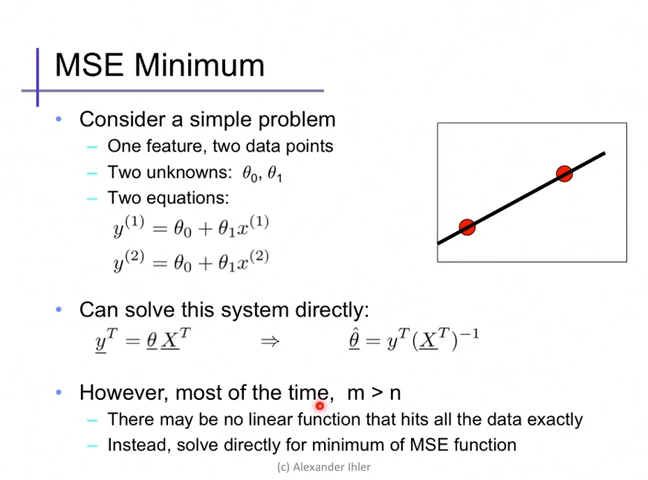 MSE Minimum
• Consider a simple problem
– One feature, two data points
– Two unknowns: θ₀, θ₁
– Two equations:
y⁽¹⁾ = θ₀ + θ₁x⁽¹⁾
y⁽²⁾ = θ₀ + θ₁x⁽²⁾
• Can solve this system directly:
y̲ᵀ = θ̲ X̲ᵀ ⇒ θ̲̂ = yᵀ(X̲ᵀ)⁻¹
• However, most of the time, m > n
– There may be no linear function that hits all the data exactly
– Instead, solve directly for minimum of MSE function
(c) Alexander Ihler